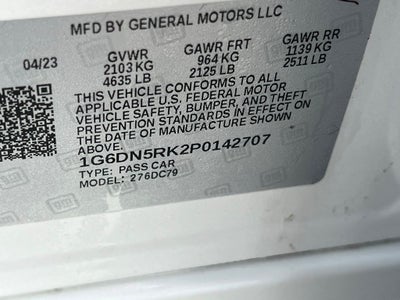 MFD BY GENERAL MOTORS LLC
04/23 GVWR GAWR FRT GAWR RR
2103 KG 964 KG 1139 KG
4635 LB 2125 LB 2511 LB
THIS VEHICLE CONFORMS TO ALL
APPLICABLE U.S. FEDERAL MOTOR
VEHICLE SAFETY, BUMPER, AND THEFT
PREVENTION STANDARDS IN EFFECT ON
THE DATE OF MANUFACTURE SHOWN ABOVE.
1G6DN5RK2P0142707
TYPE: PASS CAR
MODEL: 276DC79